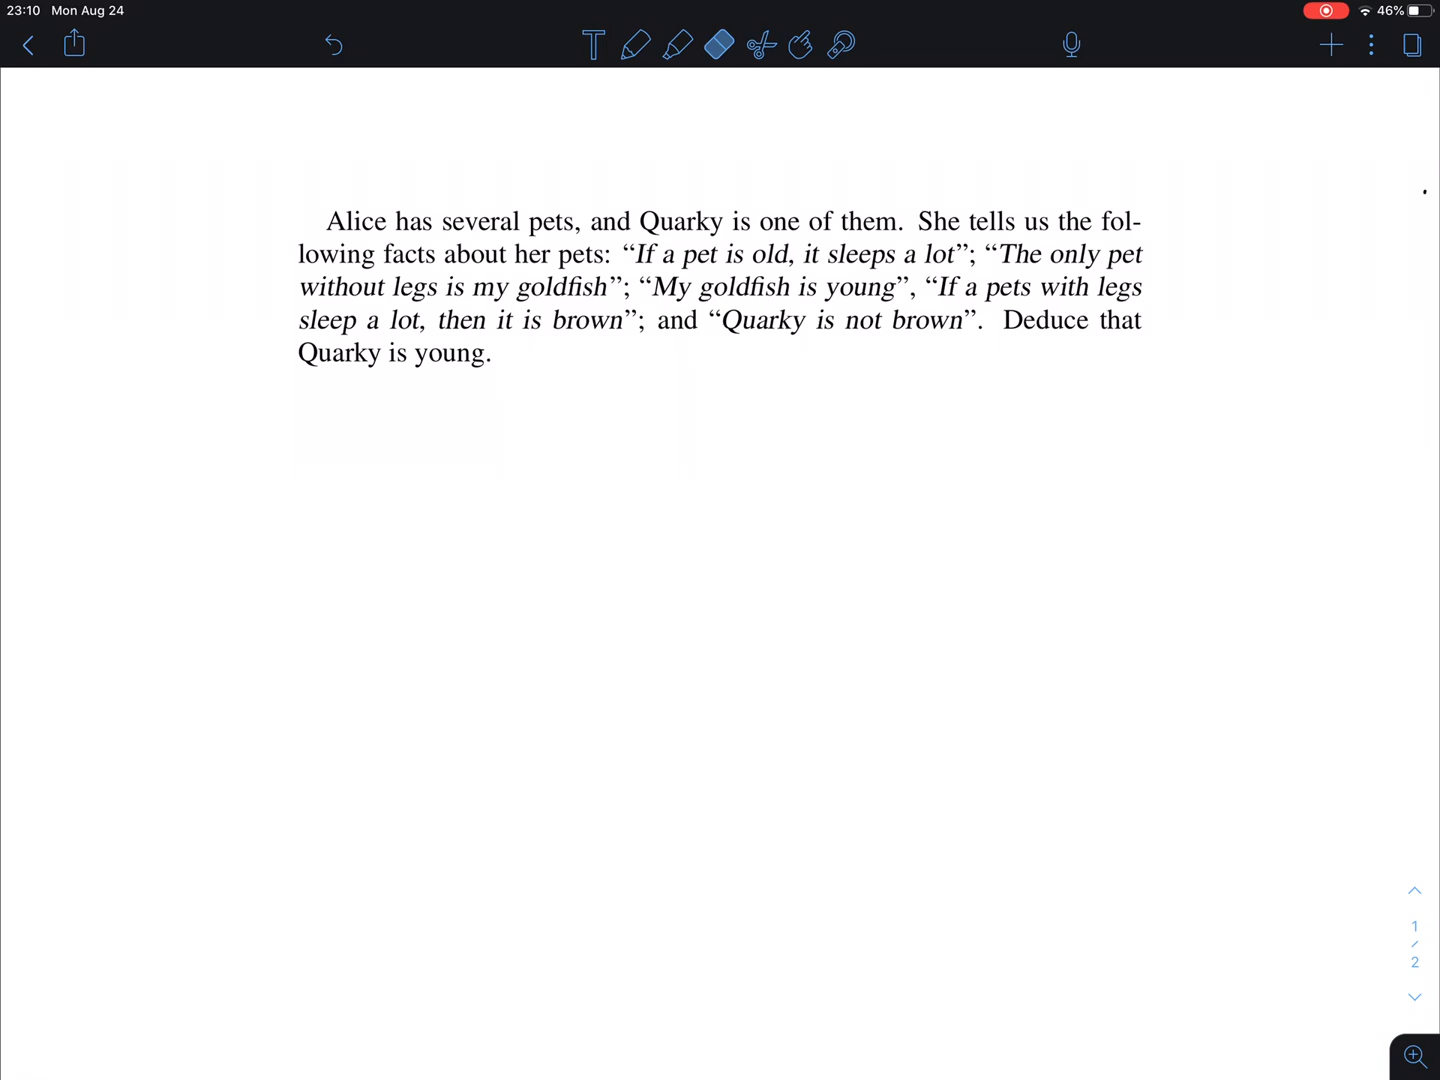 23:10 Mon Aug 24
46%
Alice has several pets, and Quarky is one of them. She tells us the fol-
lowing facts about her pets: “If a pet is old, it sleeps a lot”; “The only pet
without legs is my goldfish”; “My goldfish is young”, “If a pets with legs
sleep a lot, then it is brown”; and “Quarky is not brown”. Deduce that
Quarky is young.
1
/
2